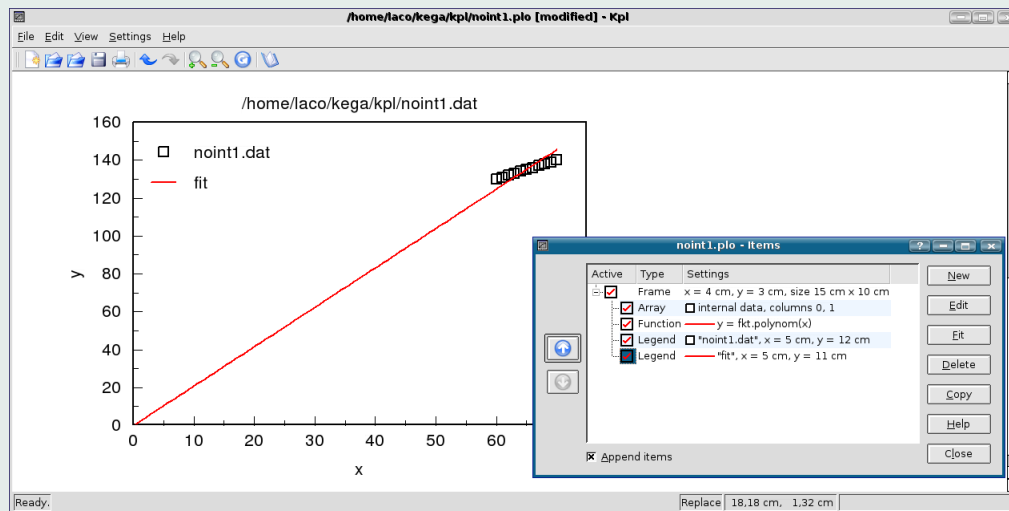 /home/laco/kega/kpl/noint1.plo [modified] - Kpl
File Edit View Settings Help
/home/laco/kega/kpl/noint1.dat
160
140
120
100
80
60
40
20
0
y
noint1.dat
fit
0 10 20 30 40 50 60
x
noint1.plo - Items
Active Type Settings
Frame x = 4 cm, y = 3 cm, size 15 cm x 10 cm
Array internal data, columns 0, 1
Function y = fkt.polynom(x)
Legend "noint1.dat", x = 5 cm, y = 12 cm
Legend "fit", x = 5 cm, y = 11 cm
New
Edit
Fit
Delete
Copy
Help
Close
Append items
Ready.
Replace 18,18 cm, 1,32 cm